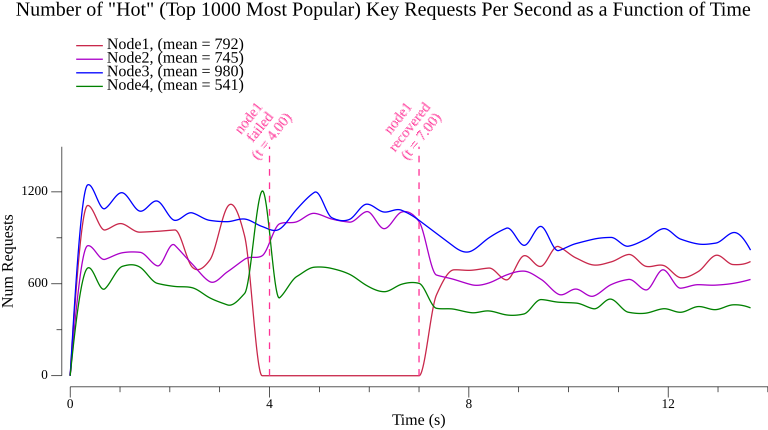 Number of "Hot" (Top 1000 Most Popular) Key Requests Per Second as a Function of Time
Node1, (mean = 792)
Node2, (mean = 745)
Node3, (mean = 980)
Node4, (mean = 541)
node1
failed
(t = 4.00)
node1
recovered
(t = 7.00)
Num Requests
1200
600
0
0
4
8
12
Time (s)